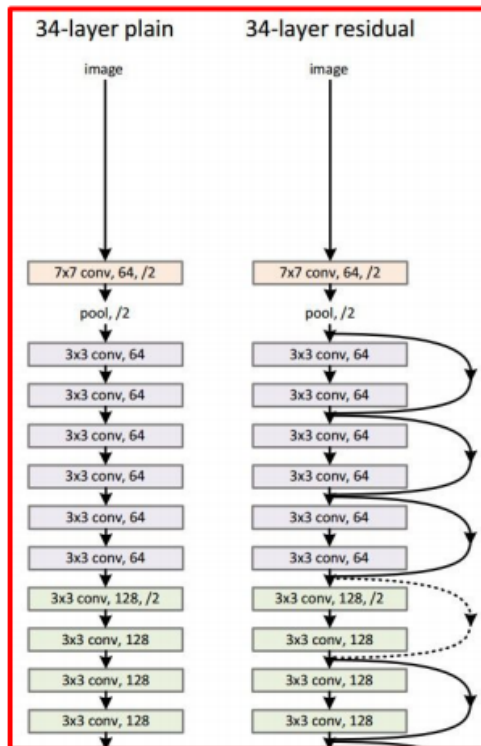 34-layer plain
image
7x7 conv, 64, /2
pool, /2
3x3 conv, 64
3x3 conv, 64
3x3 conv, 64
3x3 conv, 64
3x3 conv, 64
3x3 conv, 64
3x3 conv, 128, /2
3x3 conv, 128
3x3 conv, 128
3x3 conv, 128
34-layer residual
image
7x7 conv, 64, /2
pool, /2
3x3 conv, 64
3x3 conv, 64
3x3 conv, 64
3x3 conv, 64
3x3 conv, 64
3x3 conv, 64
3x3 conv, 128, /2
3x3 conv, 128
3x3 conv, 128
3x3 conv, 128